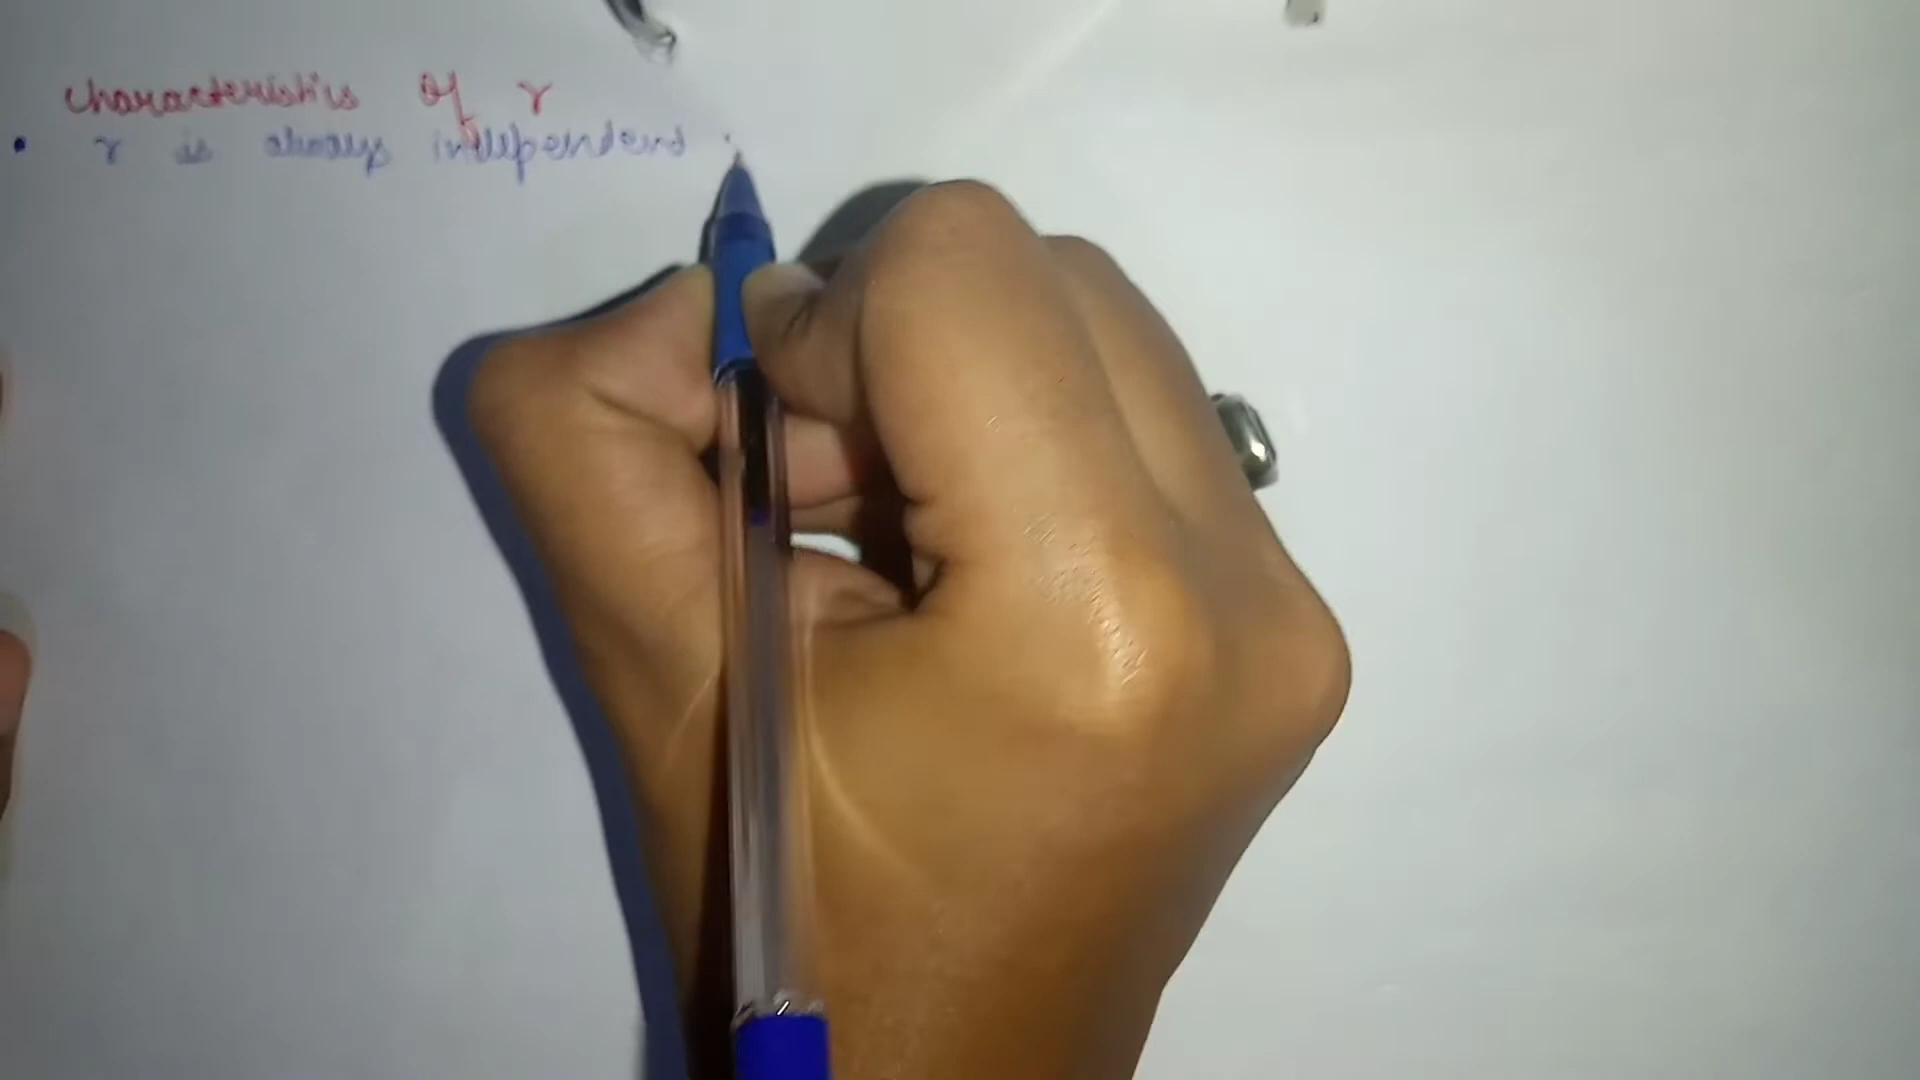 characteristics of r
• r is always independent